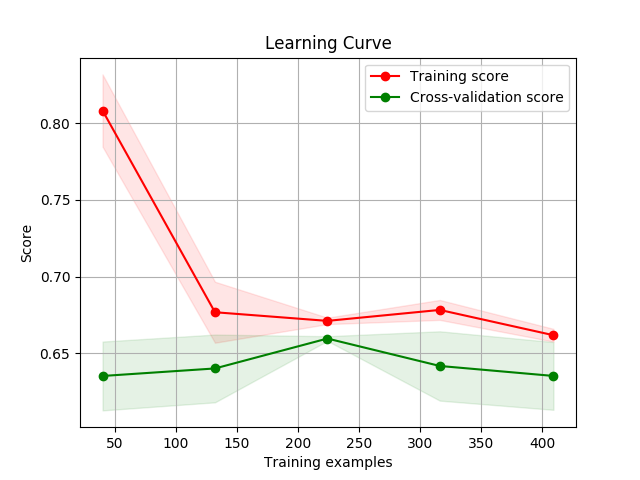 Learning Curve
Training score
Cross-validation score
0.80
0.75
0.70
0.65
Score
50 100 150 200 250 300 350 400
Training examples